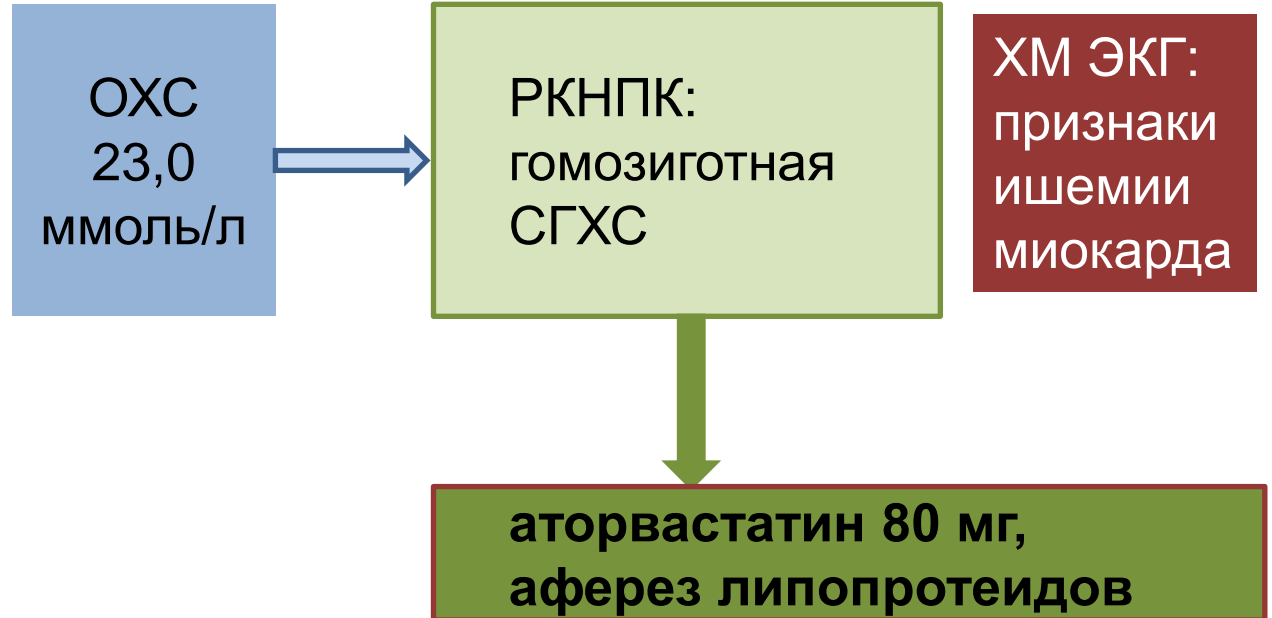 ОХС
23,0
ммоль/л
РКНПК:
гомозиготная
СГХС
ХМ ЭКГ:
признаки
ишемии
миокарда
аторвастатин 80 мг,
аферез липопротеидов